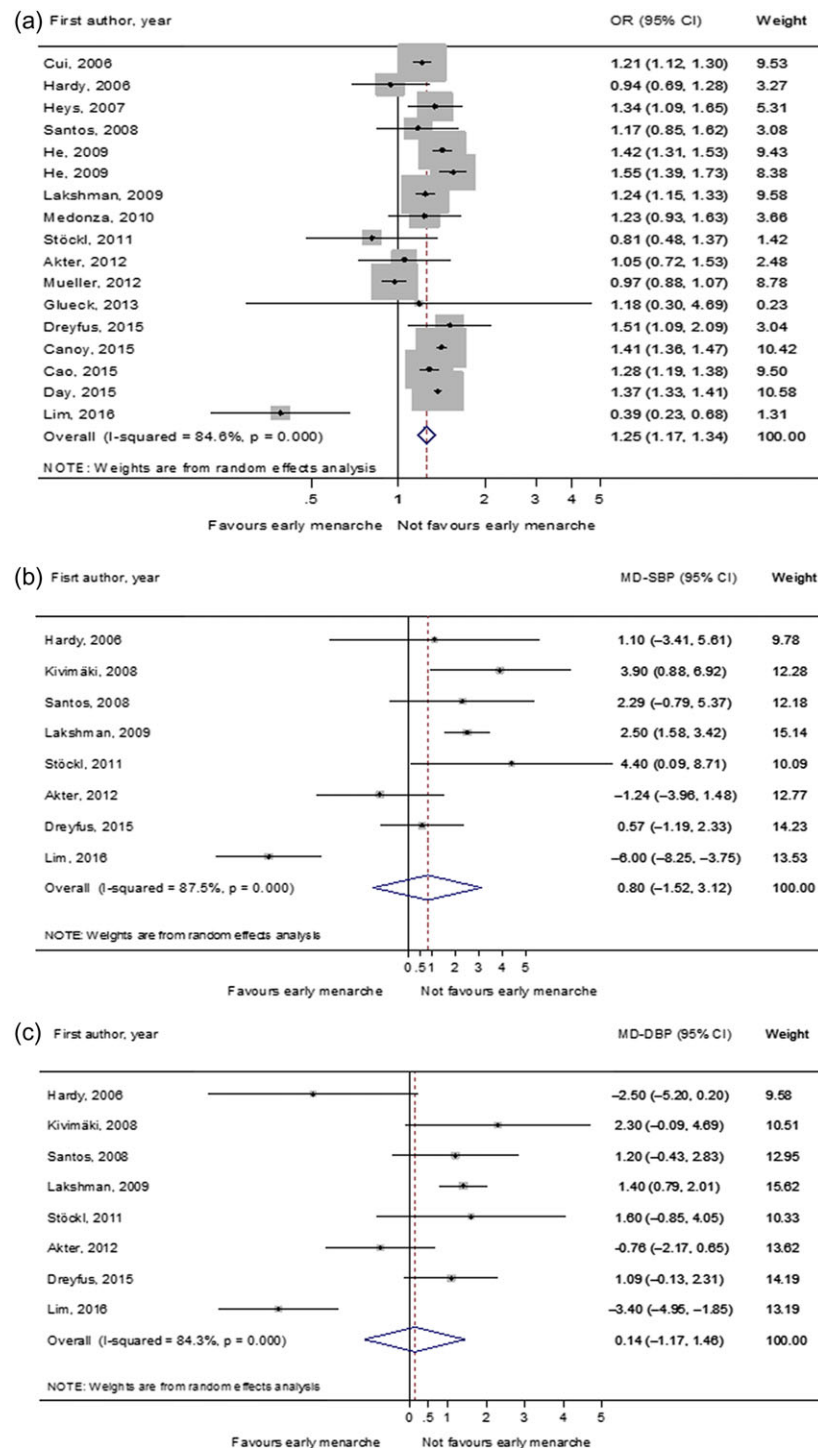 (a) First author, year OR (95% CI) Weight
Cui, 2006 1.21 (1.12, 1.30) 9.53
Hardy, 2006 0.94 (0.69, 1.28) 3.27
Heys, 2007 1.34 (1.09, 1.65) 5.31
Santos, 2008 1.17 (0.85, 1.62) 3.08
He, 2009 1.42 (1.31, 1.53) 9.43
He, 2009 1.55 (1.39, 1.73) 8.38
Lakshman, 2009 1.24 (1.15, 1.33) 9.58
Medonza, 2010 1.23 (0.93, 1.63) 3.66
Stöckl, 2011 0.81 (0.48, 1.37) 1.42
Akter, 2012 1.05 (0.72, 1.53) 2.48
Mueller, 2012 0.97 (0.88, 1.07) 8.78
Glueck, 2013 1.18 (0.30, 4.69) 0.23
Dreyfus, 2015 1.51 (1.09, 2.09) 3.04
Canoy, 2015 1.41 (1.36, 1.47) 10.42
Cao, 2015 1.28 (1.19, 1.38) 9.50
Day, 2015 1.37 (1.33, 1.41) 10.58
Lim, 2016 0.39 (0.23, 0.68) 1.31
Overall (I-squared = 84.6%, p = 0.000) 1.25 (1.17, 1.34) 100.00
NOTE: Weights are from random effects analysis
.5 1 2 3 4 5
Favours early menarche Not favours early menarche
(b) Fisrt author, year MD-SBP (95% CI) Weight
Hardy, 2006 1.10 (−3.41, 5.61) 9.78
Kivimäki, 2008 3.90 (0.88, 6.92) 12.28
Santos, 2008 2.29 (−0.79, 5.37) 12.18
Lakshman, 2009 2.50 (1.58, 3.42) 15.14
Stöckl, 2011 4.40 (0.09, 8.71) 10.09
Akter, 2012 −1.24 (−3.96, 1.48) 12.77
Dreyfus, 2015 0.57 (−1.19, 2.33) 14.23
Lim, 2016 −6.00 (−8.25, −3.75) 13.53
Overall (I-squared = 87.5%, p = 0.000) 0.80 (−1.52, 3.12) 100.00
NOTE: Weights are from random effects analysis
0 .5 1 2 3 4 5
Favours early menarche Not favours early menarche
(c) First author, year MD-DBP (95% CI) Weight
Hardy, 2006 −2.50 (−5.20, 0.20) 9.58
Kivimäki, 2008 2.30 (−0.09, 4.69) 10.51
Santos, 2008 1.20 (−0.43, 2.83) 12.95
Lakshman, 2009 1.40 (0.79, 2.01) 15.62
Stöckl, 2011 1.60 (−0.85, 4.05) 10.33
Akter, 2012 -0.76 (−2.17, 0.65) 13.62
Dreyfus, 2015 1.09 (−0.13, 2.31) 14.19
Lim, 2016 −3.40 (−4.95, −1.85) 13.19
Overall (I-squared = 84.3%, p = 0.000) 0.14 (−1.17, 1.46) 100.00
NOTE: Weights are from random effects analysis
0 .5 1 2 3 4 5
Favours early menarche Not favours early menarche